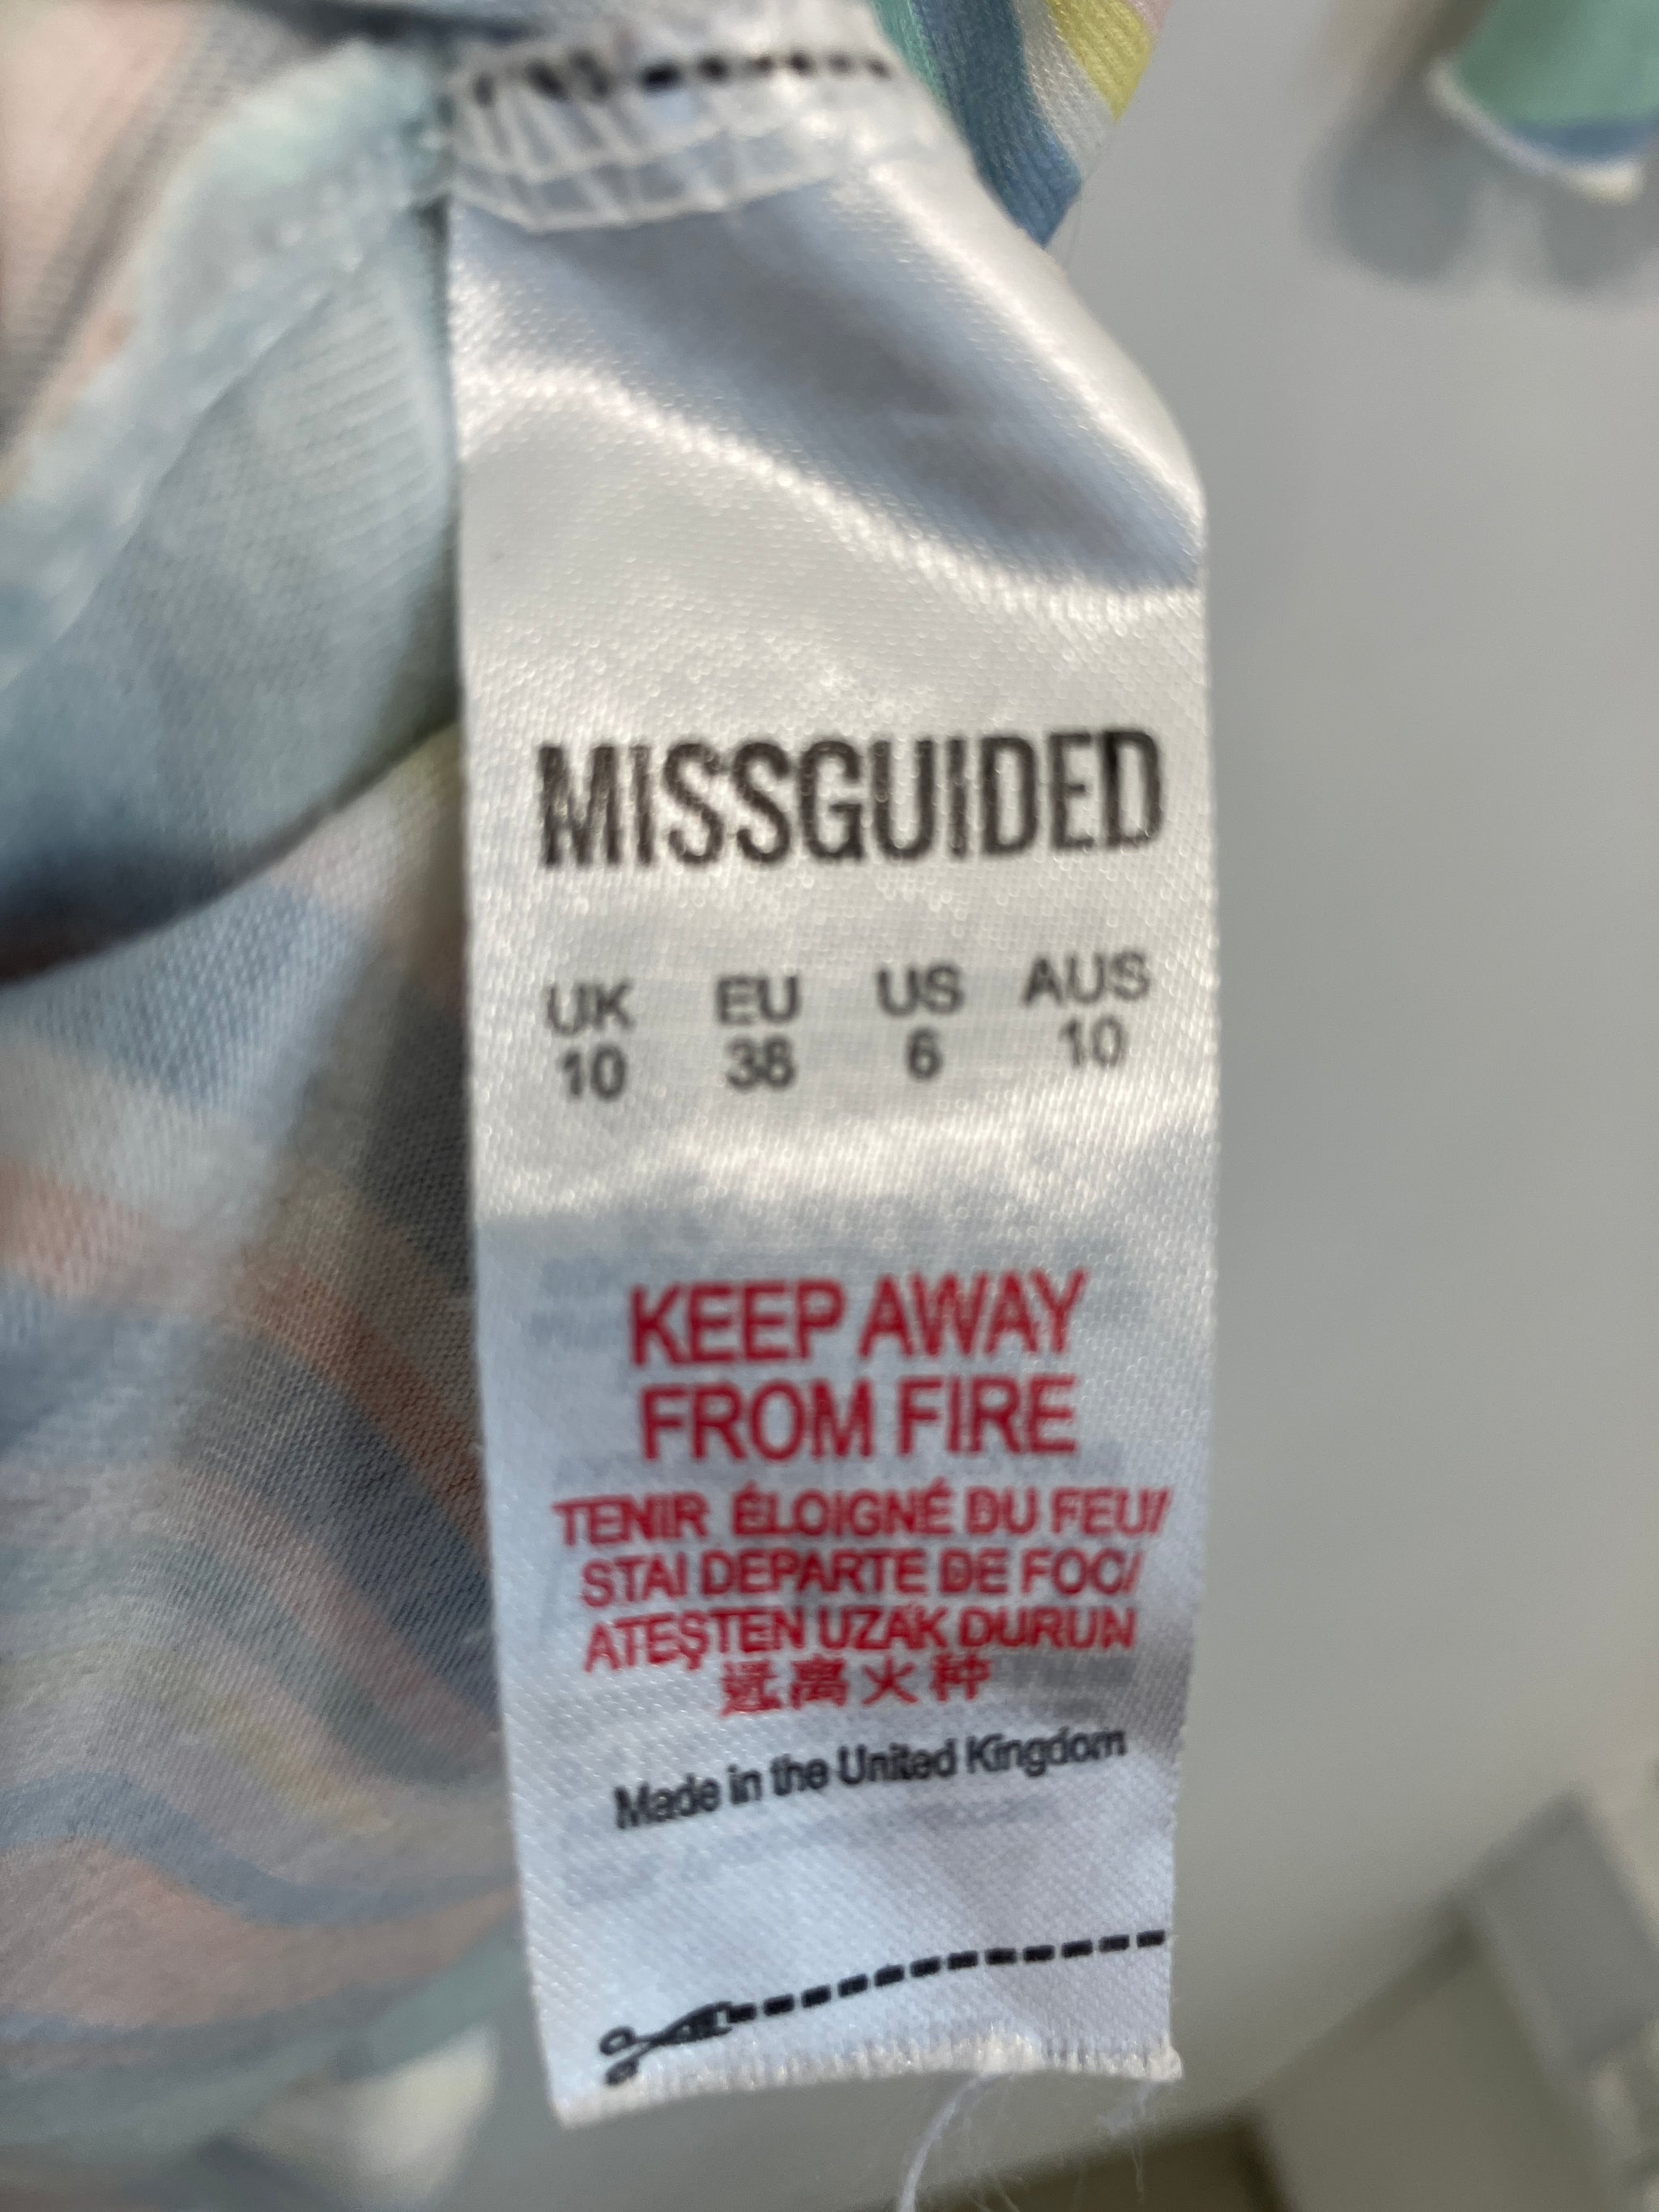 MISSGUIDED
UK EU US AUS
10 38 6 10
KEEP AWAY
FROM FIRE
TENIR ÉLOIGNÉ DU FEU/
STAI DEPARTE DE FOC/
ATEŞTEN UZAK DURUN
远离火种
Made in the United Kingdom